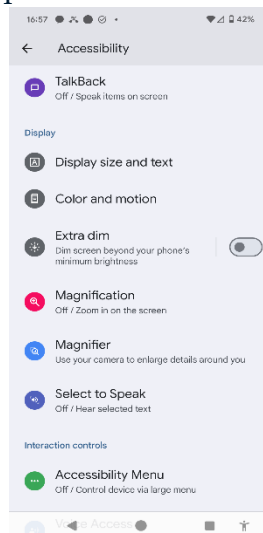 16:57
42%
Accessibility
TalkBack
Off / Speak items on screen
Display
Display size and text
Color and motion
Extra dim
Dim screen beyond your phone's
minimum brightness
Magnification
Off / Zoom in on the screen
Magnifier
Use your camera to enlarge details around you
Select to Speak
Off / Hear selected text
Interaction controls
Accessibility Menu
Off / Control device via large menu
Voice Access